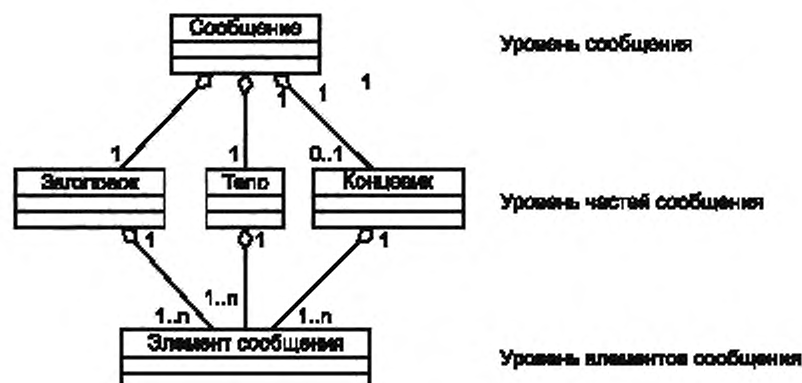 Сообщение
Уровень сообщения
1 1 1
1 1 0..1
Заголовок Тело Концевик
Уровень частей сообщения
1 1 1
1..n 1..n 1..n
Элемент сообщения
Уровень элементов сообщения